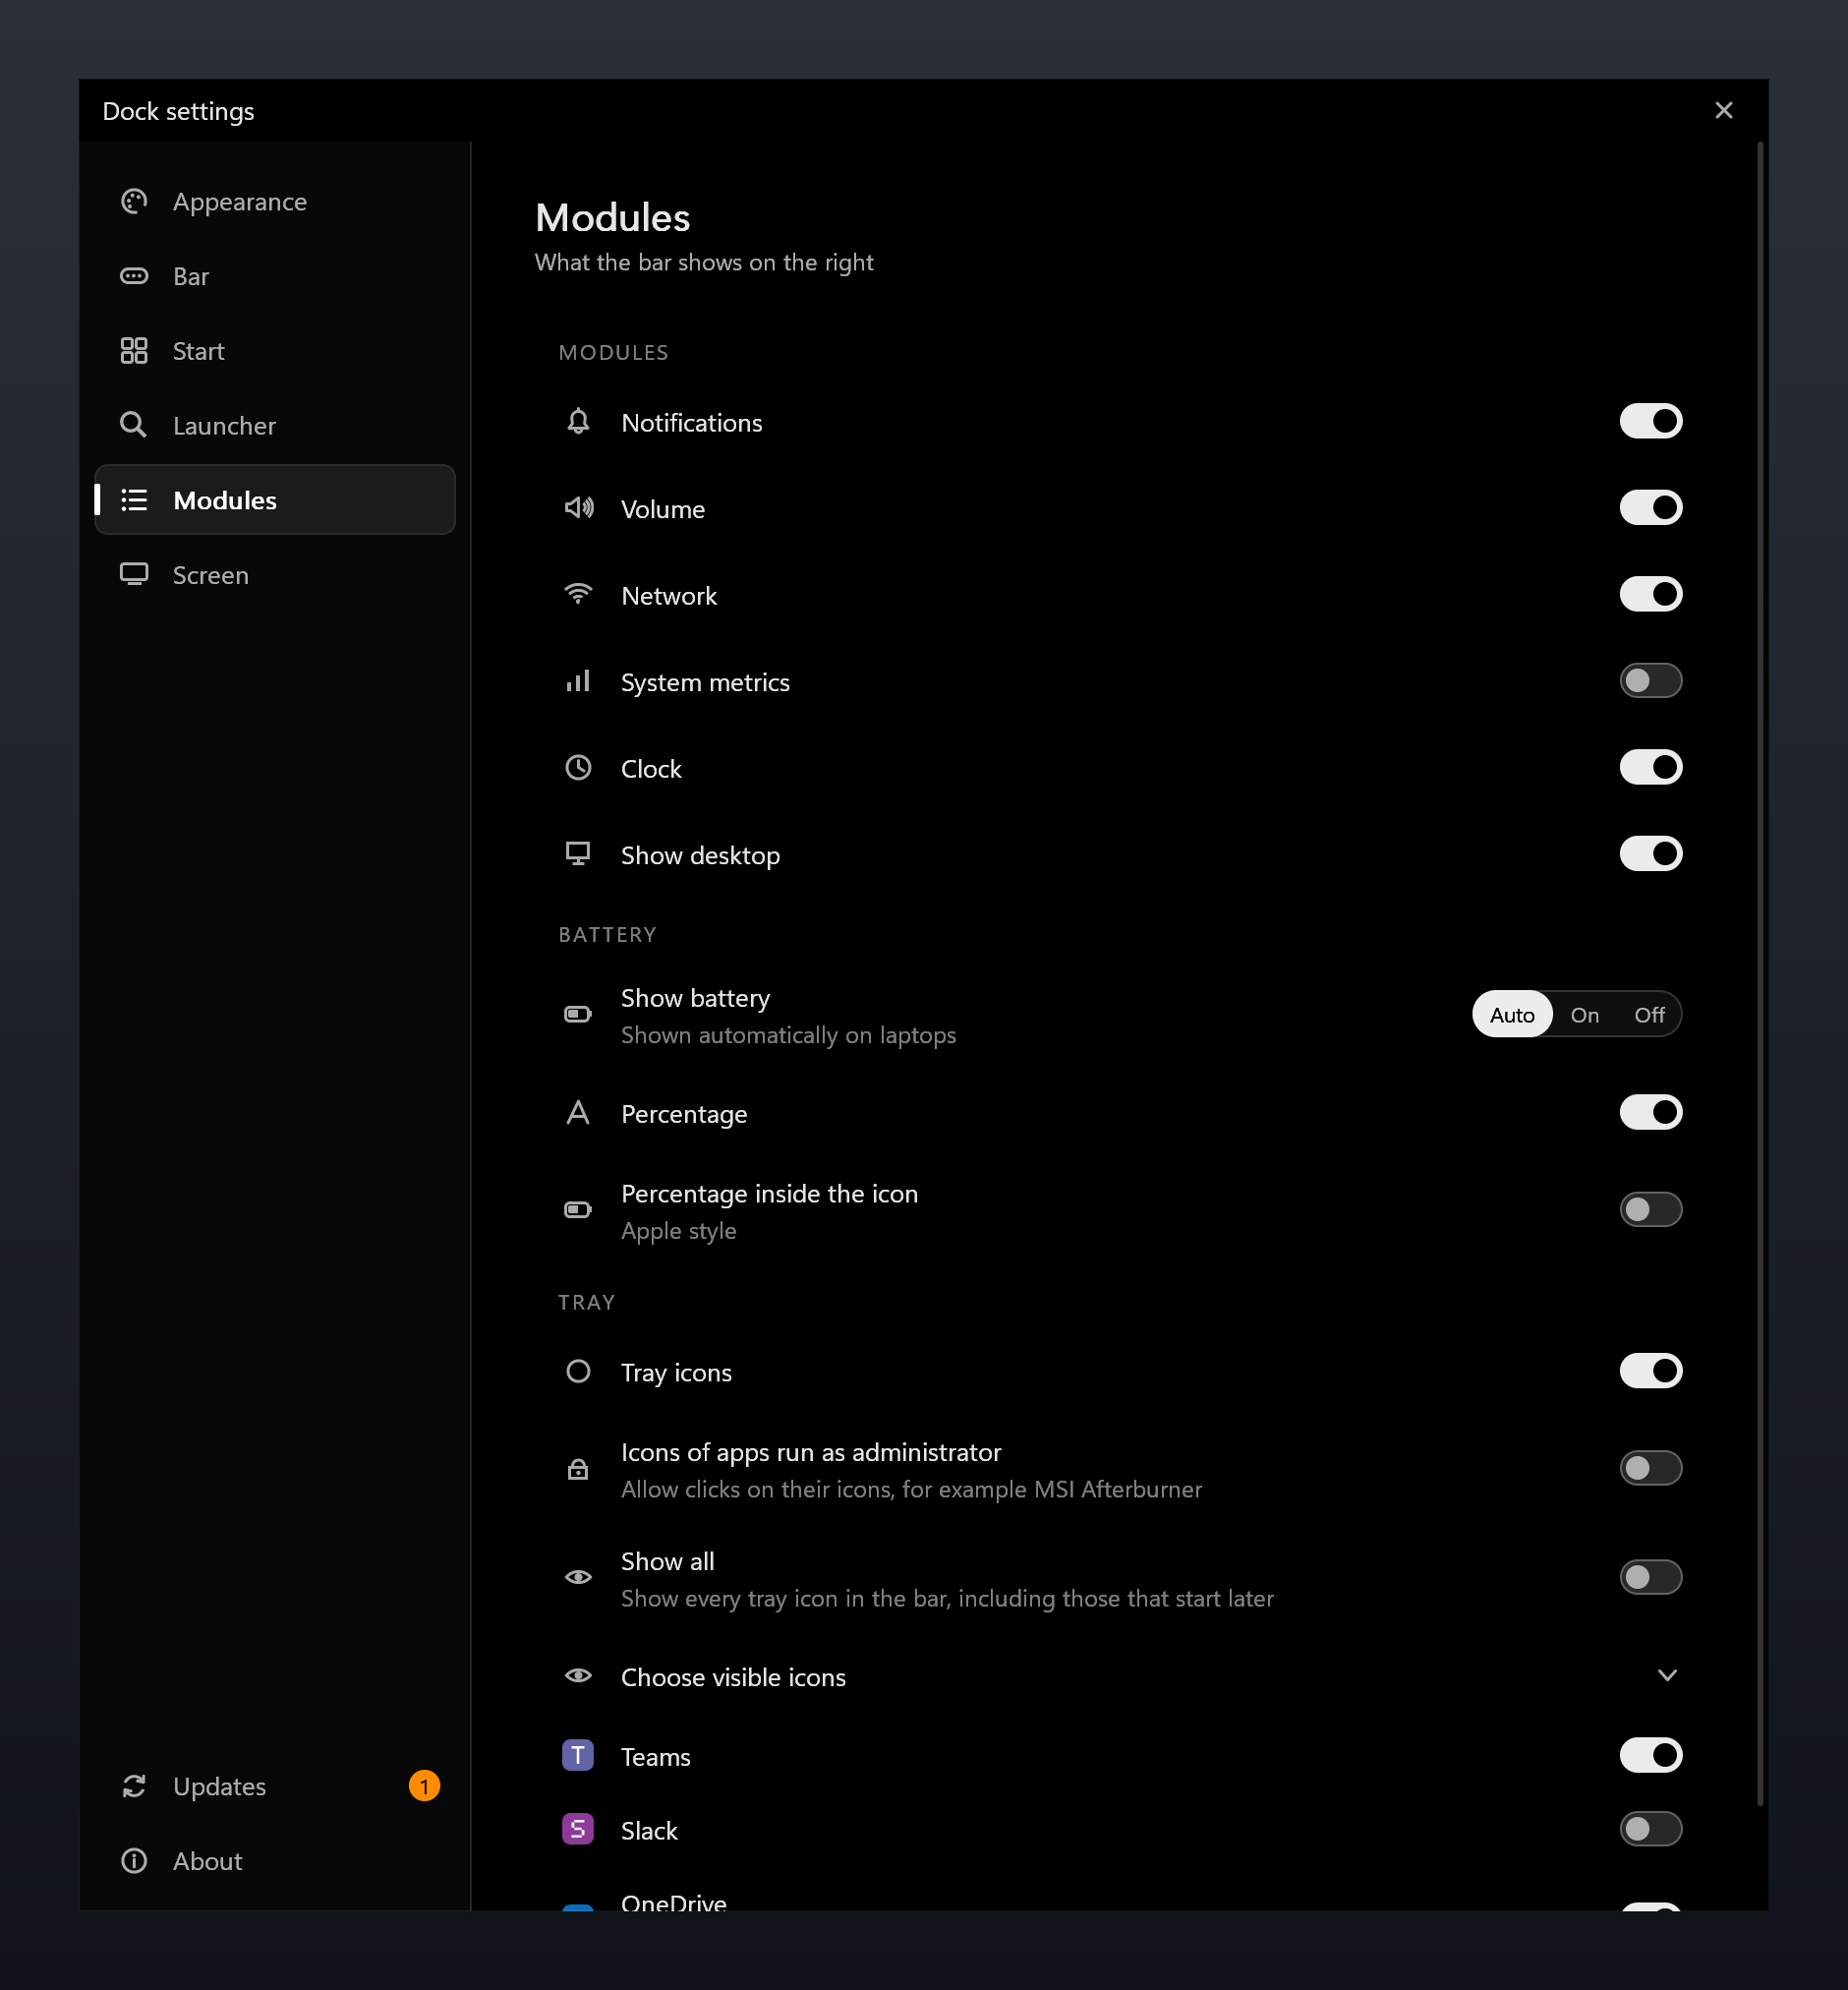 Dock settings
Appearance
Bar
Start
Launcher
Modules
Screen
Updates
1
About
Modules
What the bar shows on the right
MODULES
Notifications
Volume
Network
System metrics
Clock
Show desktop
BATTERY
Show battery
Shown automatically on laptops
Auto On Off
Percentage
Percentage inside the icon
Apple style
TRAY
Tray icons
Icons of apps run as administrator
Allow clicks on their icons, for example MSI Afterburner
Show all
Show every tray icon in the bar, including those that start later
Choose visible icons
T Teams
S Slack
OneDrive